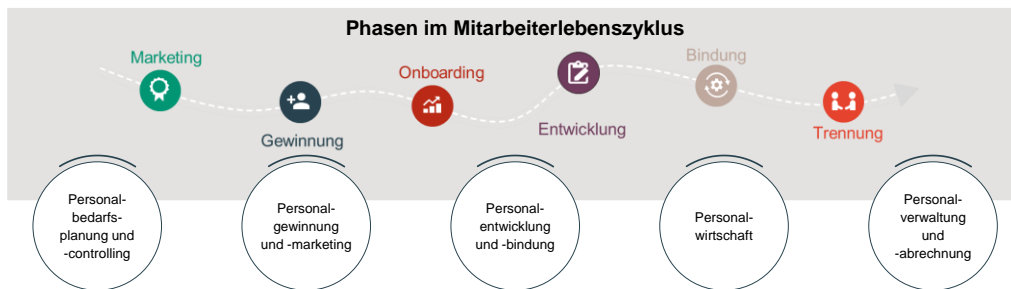 Phasen im Mitarbeiterlebenszyklus
Marketing
Gewinnung
Onboarding
Entwicklung
Bindung
Trennung
Personal-
bedarfs-
planung und
-controlling
Personal-
gewinnung
und -marketing
Personal-
entwicklung
und -bindung
Personal-
wirtschaft
Personal-
verwaltung
und
-abrechnung